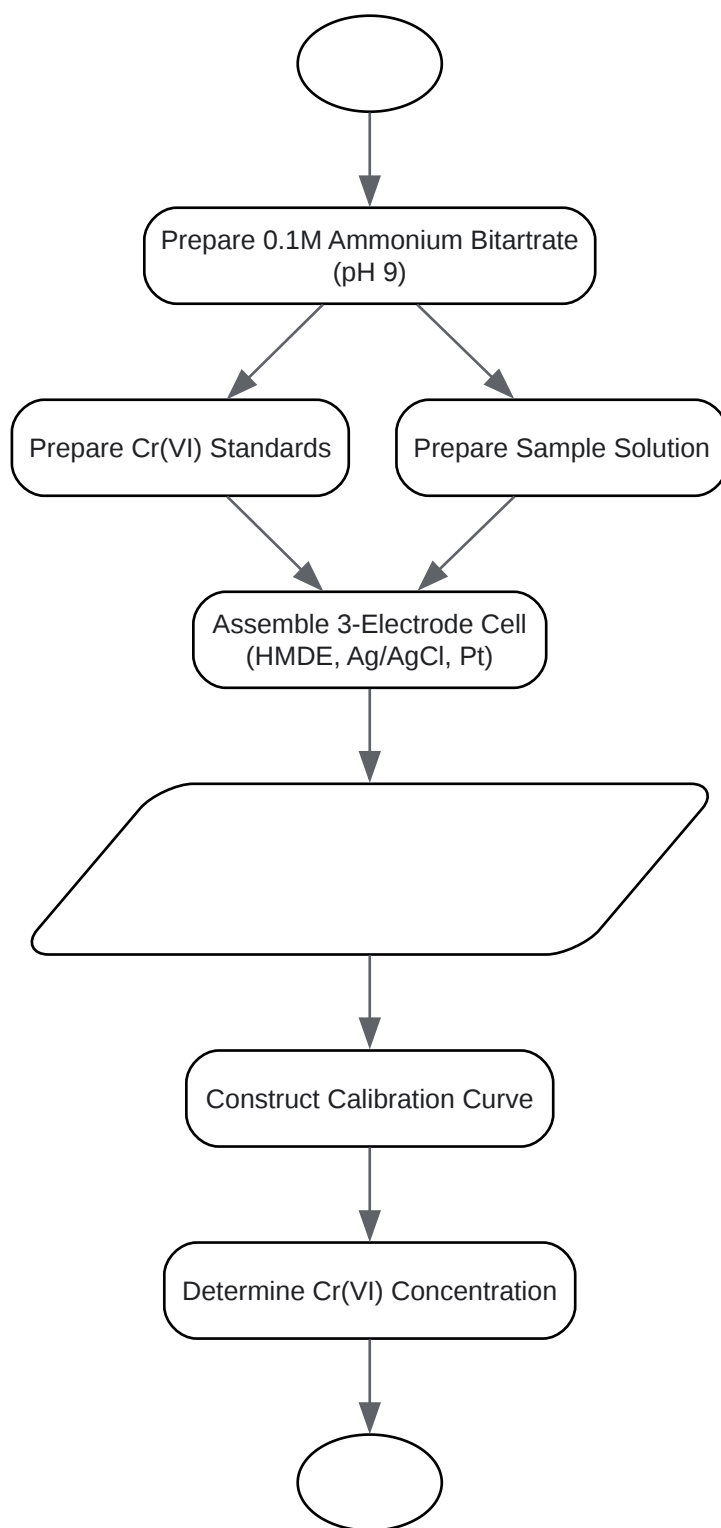 Prepare 0.1M Ammonium Bitartrate
(pH 9)
Prepare Cr(VI) Standards
Prepare Sample Solution
Assemble 3-Electrode Cell
(HMDE, Ag/AgCl, Pt)
Construct Calibration Curve
Determine Cr(VI) Concentration